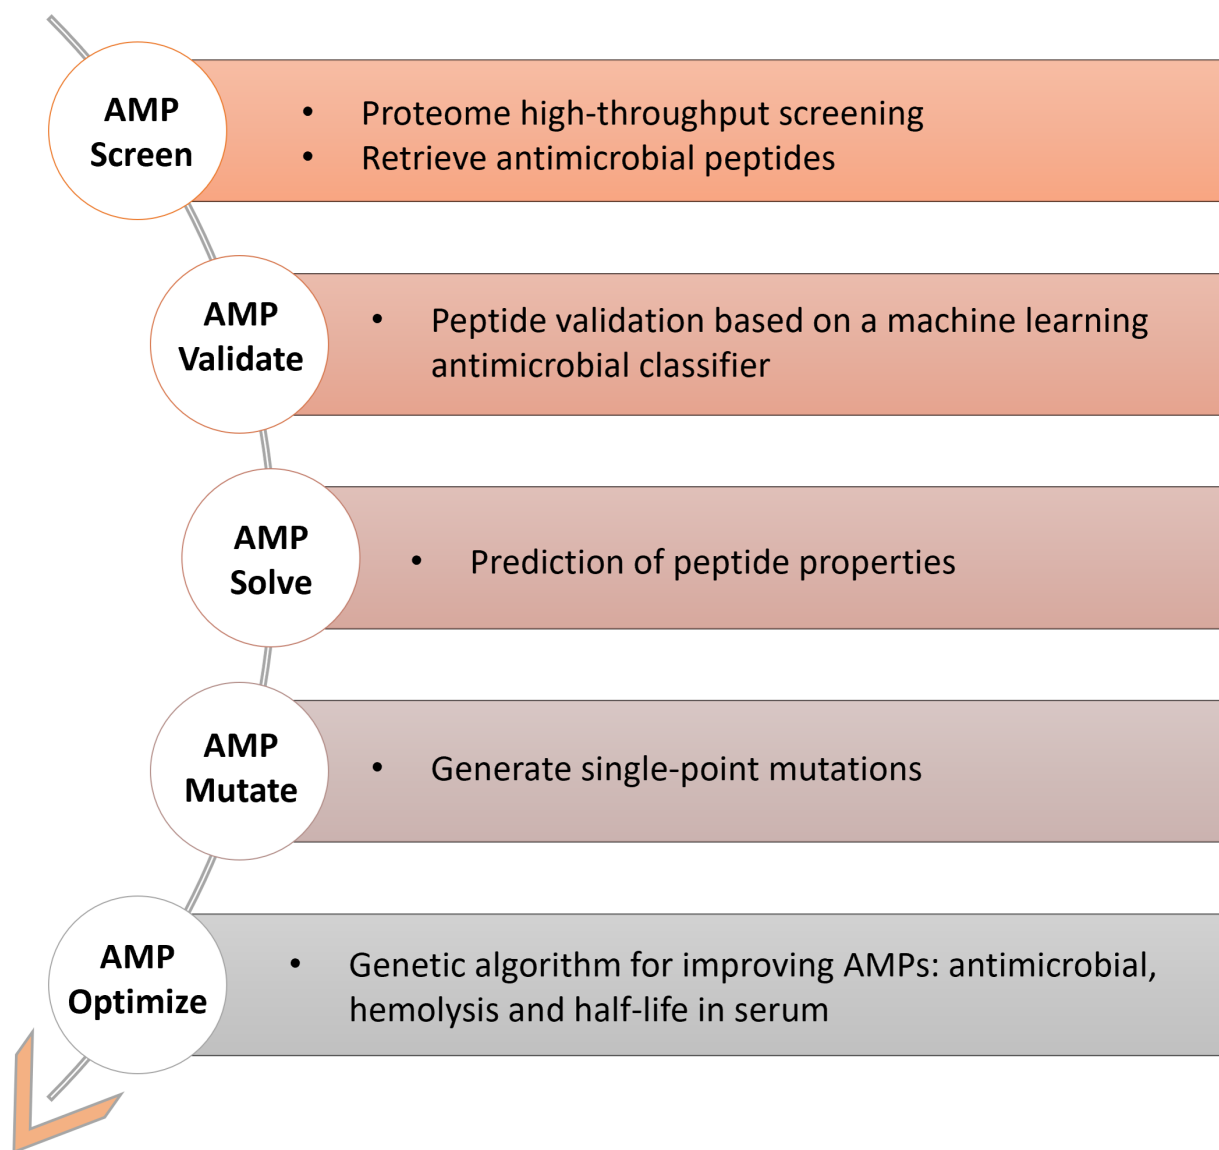 AMP
Screen
• Proteome high-throughput screening
• Retrieve antimicrobial peptides
AMP
Validate
• Peptide validation based on a machine learning
antimicrobial classifier
AMP
Solve
• Prediction of peptide properties
AMP
Mutate
• Generate single-point mutations
AMP
Optimize
• Genetic algorithm for improving AMPs: antimicrobial,
hemolysis and half-life in serum